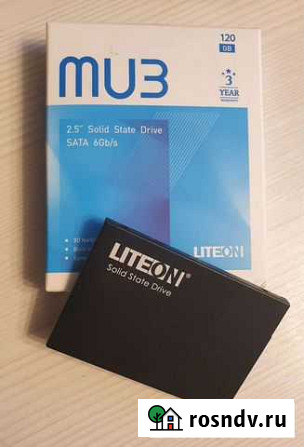 MU3
120
GB
3
YEAR
2.5" Solid State Drive
SATA 6Gb/s
LITEON
LITEON®
Solid State Drive
rosndv.ru